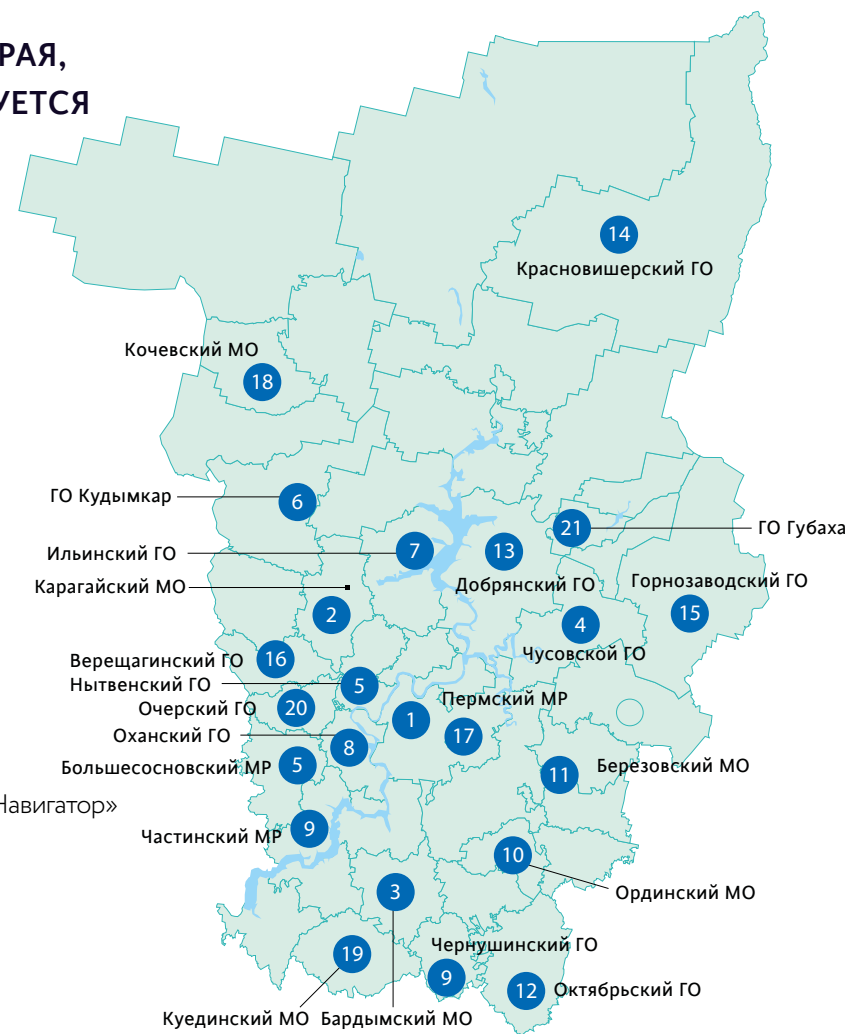 РАЯ,
УЕТСЯ
14
Красновишерский ГО
Кочевский МО
18
ГО Кудымкар
6
21
ГО Губаха
Ильинский ГО
7
13
Карагайский МО
Добрянский ГО
Горнозаводский ГО
2
4
15
Чусовской ГО
Верещагинский ГО
16
Нытвенский ГО
5
Пермский МР
Очерский ГО
20
1
17
Оханский ГО
8
Большесосновский МР
5
11
Березовский МО
Навигатор»
Частинский МР
9
10
Ординский МО
3
Чернушинский ГО
19
9
12
Октябрьский ГО
Куединский МО
Бардымский МО